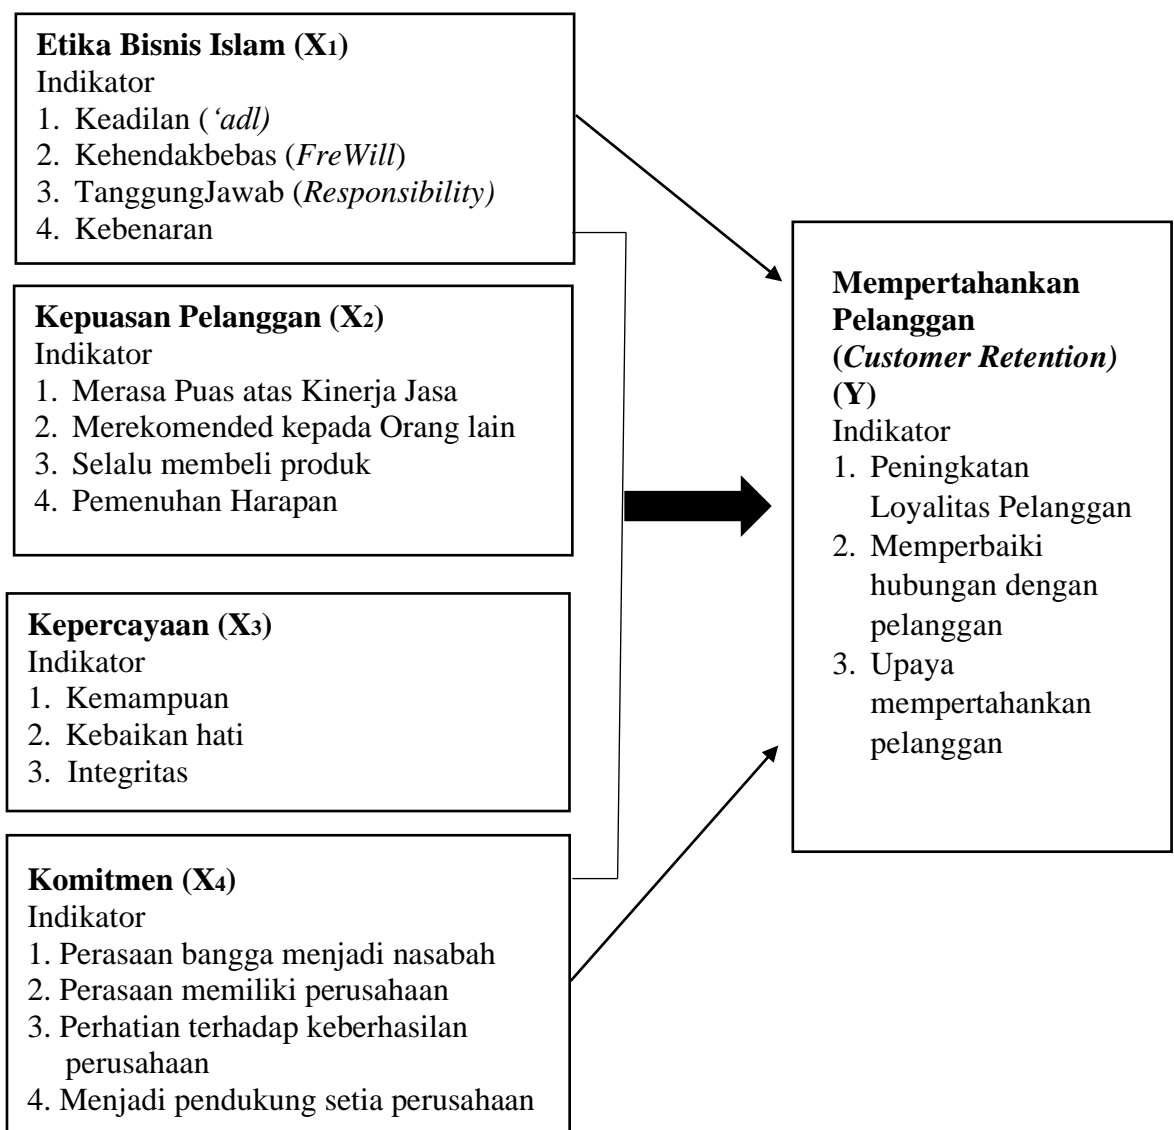 Etika Bisnis Islam (X1)
Indikator
1. Keadilan (‘adl)
2. Kehendakbebas (FreWill)
3. TanggungJawab (Responsibility)
4. Kebenaran
Kepuasan Pelanggan (X2)
Indikator
1. Merasa Puas atas Kinerja Jasa
2. Merekomended kepada Orang lain
3. Selalu membeli produk
4. Pemenuhan Harapan
Kepercayaan (X3)
Indikator
1. Kemampuan
2. Kebaikan hati
3. Integritas
Komitmen (X4)
Indikator
1. Perasaan bangga menjadi nasabah
2. Perasaan memiliki perusahaan
3. Perhatian terhadap keberhasilan
perusahaan
4. Menjadi pendukung setia perusahaan
Mempertahankan
Pelanggan
(Customer Retention)
(Y)
Indikator
1. Peningkatan
Loyalitas Pelanggan
2. Memperbaiki
hubungan dengan
pelanggan
3. Upaya
mempertahankan
pelanggan